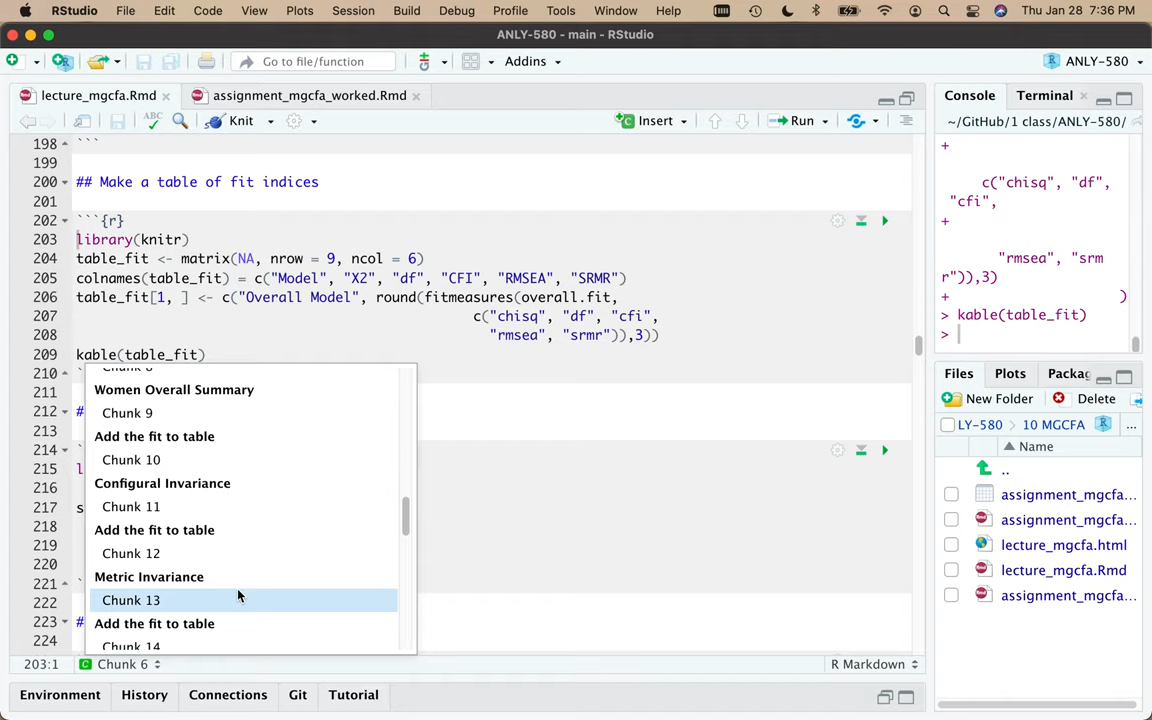 RStudio File Edit Code View Plots Session Build Debug Profile Tools Window Help Thu Jan 28 7:36 PM
ANLY-580 - main - RStudio
Go to file/function Addins ANLY-580
lecture_mgcfa.Rmd assignment_mgcfa_worked.Rmd
ABC Knit Insert Run
198 ```
199
200 ## Make a table of fit indices
201
202 ```{r}
203 library(knitr)
204 table_fit <- matrix(NA, nrow = 9, ncol = 6)
205 colnames(table_fit) = c("Model", "X2", "df", "CFI", "RMSEA", "SRMR")
206 table_fit[1, ] <- c("Overall Model", round(fitmeasures(overall.fit,
207 c("chisq", "df", "cfi",
208 "rmsea", "srmr")),3))
209 kable(table_fit)
210 `
211
212 #
213
214 `
215 l
216
217 s
218
219
220
221 `
222
223 #
224
Chunk 8
Women Overall Summary
Chunk 9
Add the fit to table
Chunk 10
Configural Invariance
Chunk 11
Add the fit to table
Chunk 12
Metric Invariance
Chunk 13
Add the fit to table
Chunk 14
203:1 Chunk 6 R Markdown
Environment History Connections Git Tutorial
Console Terminal
~/GitHub/1 class/ANLY-580/
+
c("chisq", "df",
"cfi",
+
"rmsea", "srm
r")),3)
+ )
> kable(table_fit)
>
Files Plots Packag
New Folder Delete
LY-580 > 10 MGCFA ...
Name
..
assignment_mgcfa...
assignment_mgcfa...
lecture_mgcfa.html
lecture_mgcfa.Rmd
assignment_mgcfa...